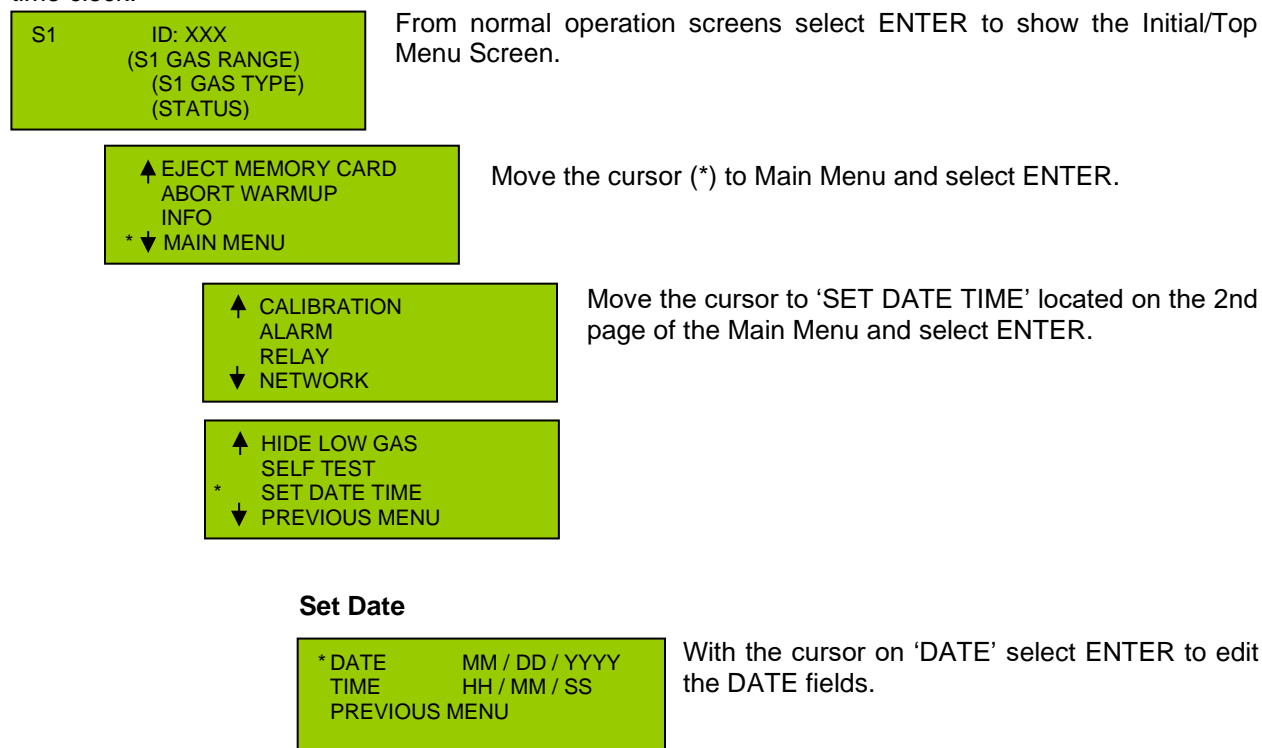 time clock.
S1 ID: XXX
(S1 GAS RANGE)
(S1 GAS TYPE)
(STATUS)
From normal operation screens select ENTER to show the Initial/Top
Menu Screen.
EJECT MEMORY CARD
ABORT WARMUP
INFO
* MAIN MENU
Move the cursor (*) to Main Menu and select ENTER.
CALIBRATION
ALARM
RELAY
NETWORK
Move the cursor to ‘SET DATE TIME’ located on the 2nd
page of the Main Menu and select ENTER.
HIDE LOW GAS
SELF TEST
* SET DATE TIME
PREVIOUS MENU
Set Date
* DATE MM / DD / YYYY
TIME HH / MM / SS
PREVIOUS MENU
With the cursor on ‘DATE’ select ENTER to edit
the DATE fields.